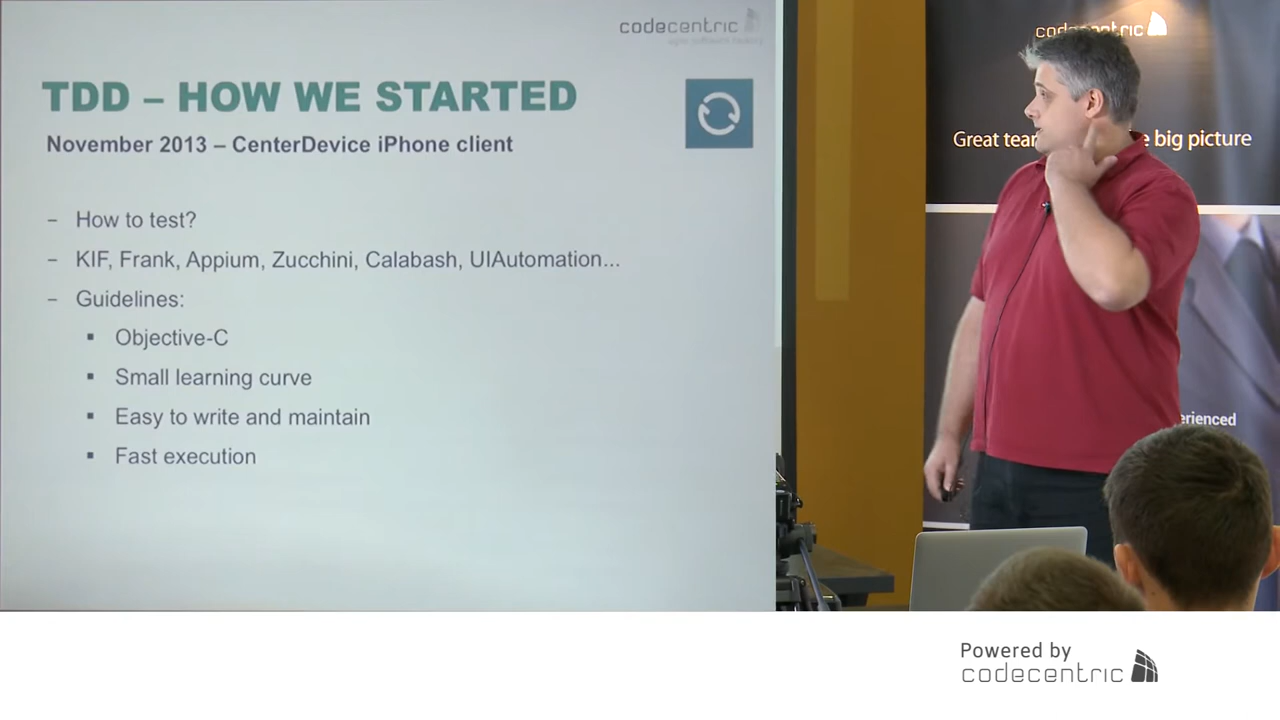 codecentric
TDD – HOW WE STARTED
November 2013 – CenterDevice iPhone client
– How to test?
– KIF, Frank, Appium, Zucchini, Calabash, UIAutomation...
– Guidelines:
▪ Objective-C
▪ Small learning curve
▪ Easy to write and maintain
▪ Fast execution
codecentric
Great e big picture
erienced
Powered by
codecentric